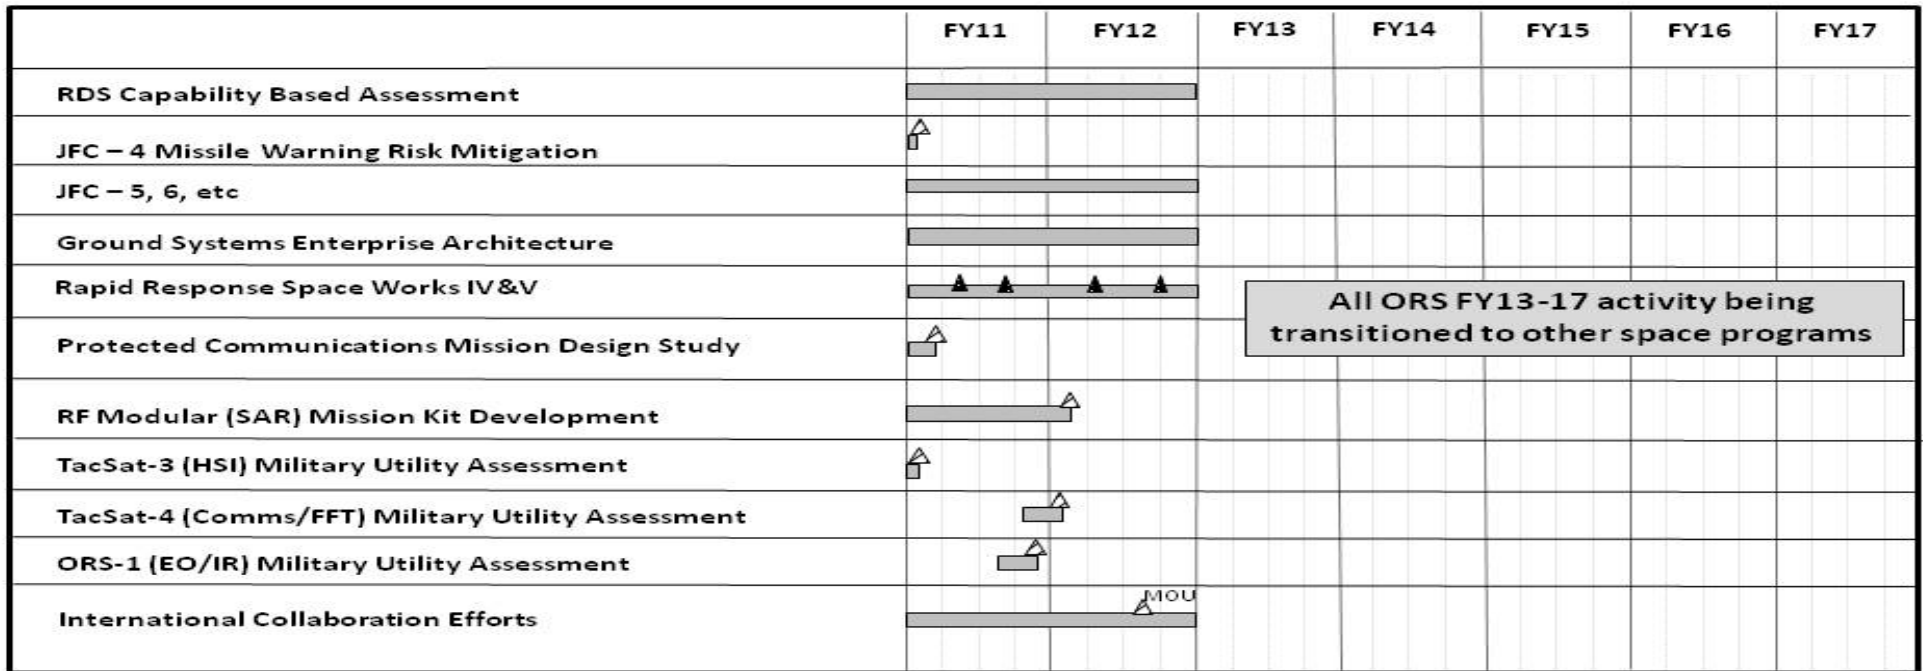 FY11 FY12 FY13 FY14 FY15 FY16 FY17
RDS Capability Based Assessment
JFC – 4 Missile Warning Risk Mitigation
JFC – 5, 6, etc
Ground Systems Enterprise Architecture
Rapid Response Space Works IV&V
All ORS FY13-17 activity being
transitioned to other space programs
Protected Communications Mission Design Study
RF Modular (SAR) Mission Kit Development
TacSat-3 (HSI) Military Utility Assessment
TacSat-4 (Comms/FFT) Military Utility Assessment
ORS-1 (EO/IR) Military Utility Assessment
MOU
International Collaboration Efforts